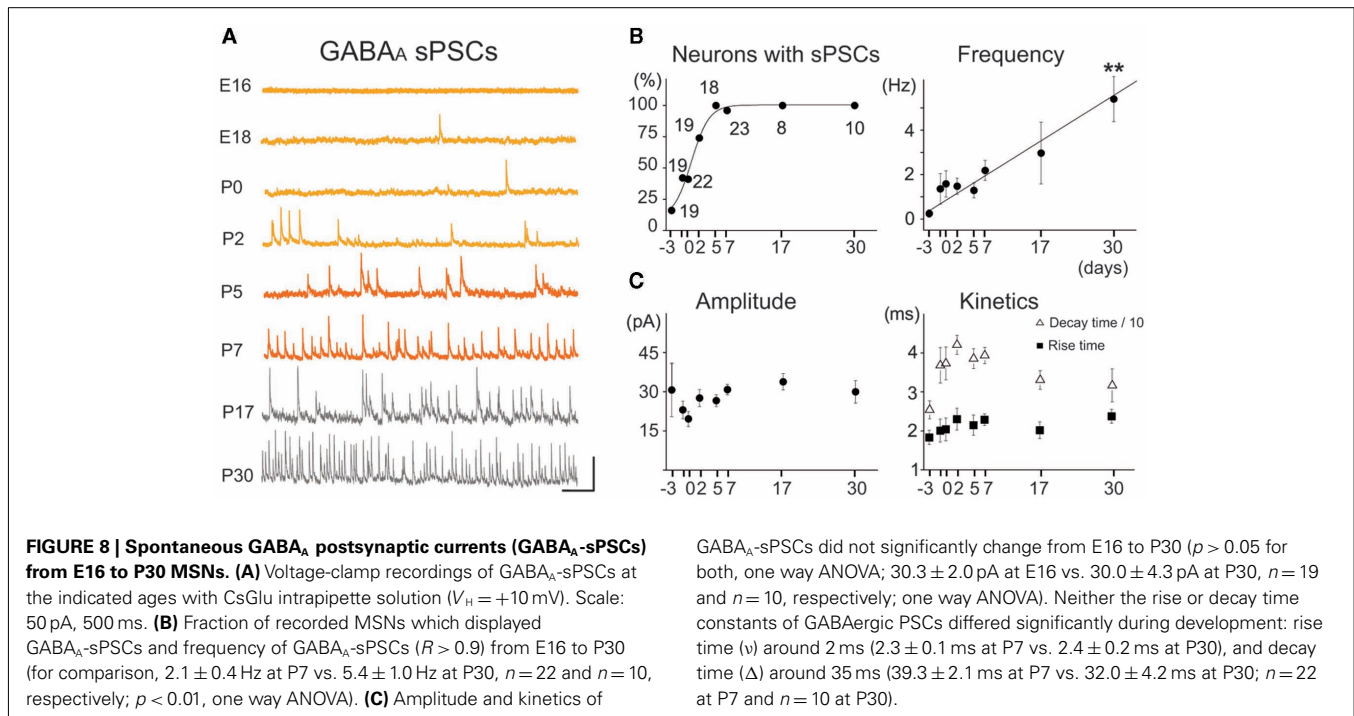 A
GABAA sPSCs
E16
E18
P0
P2
P5
P7
P17
P30
B
Neurons with sPSCs
(%)
100
75
50
25
0
19
19
22
19
18
23
8
10
-3 0 2 5 7 17 30
Frequency
(Hz)
4
2
0
**
-3 0 2 5 7 17 30
(days)
C
Amplitude
(pA)
45
30
15
-3 0 2 5 7 17 30
Kinetics
(ms)
4
3
2
1
△ Decay time / 10
■ Rise time
-3 0 2 5 7 17 30
FIGURE 8 | Spontaneous GABAA postsynaptic currents (GABAA-sPSCs)
from E16 to P30 MSNs. (A) Voltage-clamp recordings of GABAA-sPSCs at
the indicated ages with CsGlu intrapipette solution (VH = +10 mV). Scale:
50 pA, 500 ms. (B) Fraction of recorded MSNs which displayed
GABAA-sPSCs and frequency of GABAA-sPSCs (R > 0.9) from E16 to P30
(for comparison, 2.1 ± 0.4 Hz at P7 vs. 5.4 ± 1.0 Hz at P30, n = 22 and n = 10,
respectively; p < 0.01, one way ANOVA). (C) Amplitude and kinetics of
GABAA-sPSCs did not significantly change from E16 to P30 (p > 0.05 for
both, one way ANOVA; 30.3 ± 2.0 pA at E16 vs. 30.0 ± 4.3 pA at P30, n = 19
and n = 10, respectively; one way ANOVA). Neither the rise or decay time
constants of GABAergic PSCs differed significantly during development: rise
time (ν) around 2 ms (2.3 ± 0.1 ms at P7 vs. 2.4 ± 0.2 ms at P30), and decay
time (Δ) around 35 ms (39.3 ± 2.1 ms at P7 vs. 32.0 ± 4.2 ms at P30; n = 22
at P7 and n = 10 at P30).